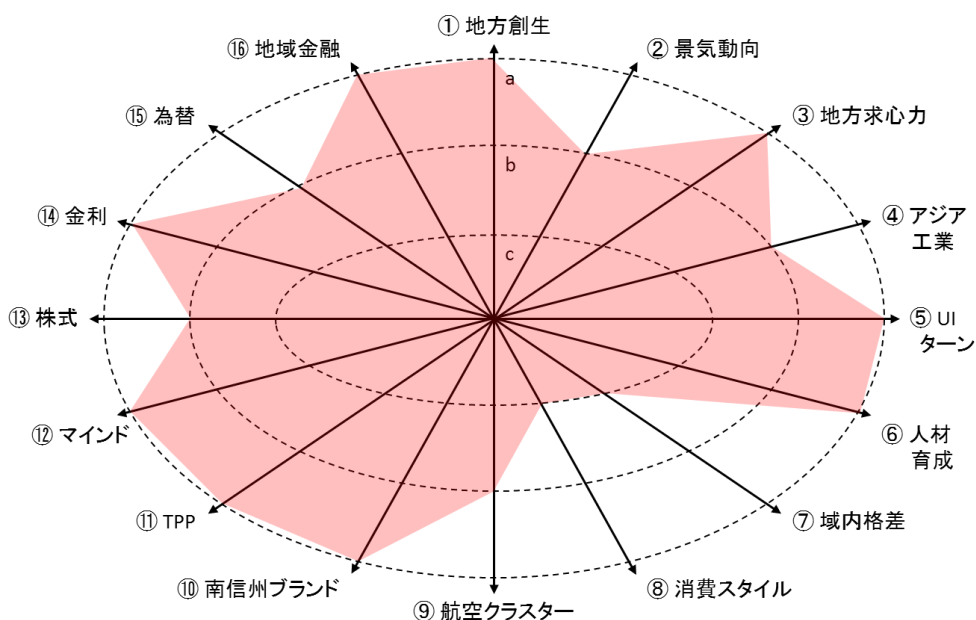 ① 地方創生
② 景気動向
③ 地方求心力
④ アジア
工業
⑤ UI
ターン
⑥ 人材
育成
⑦ 域内格差
⑧ 消費スタイル
⑨ 航空クラスター
⑩ 南信州ブランド
⑪ TPP
⑫ マインド
⑬ 株式
⑭ 金利
⑮ 為替
⑯ 地域金融
a
b
c